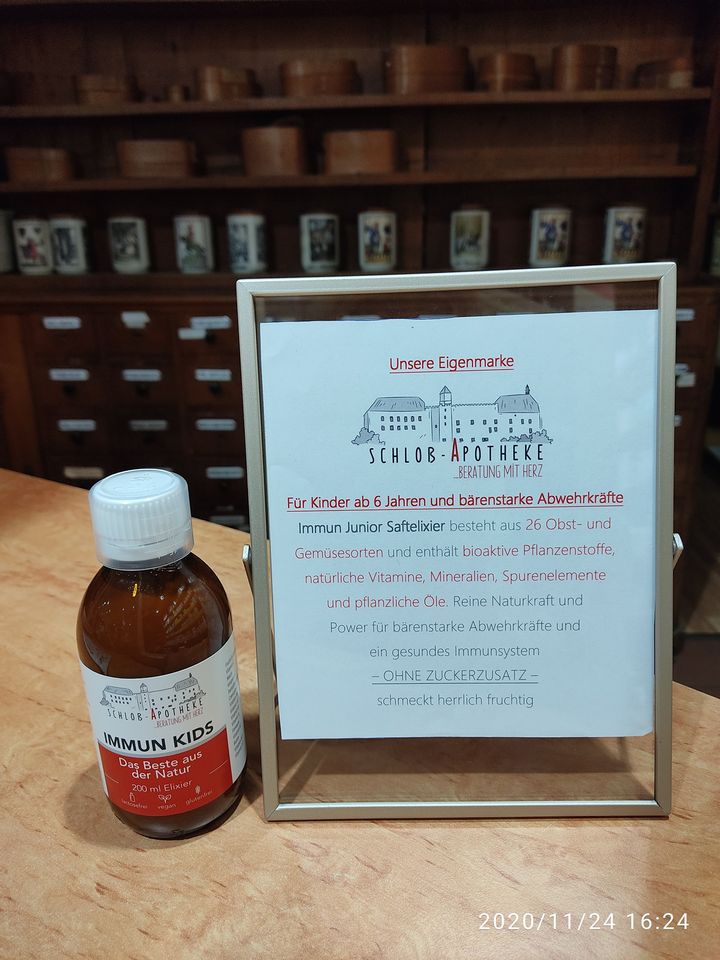 Unsere Eigenmarke
SCHLOß-APOTHEKE
...BERATUNG MIT HERZ
Für Kinder ab 6 Jahren und bärenstarke Abwehrkräfte
Immun Junior Saftelixier besteht aus 26 Obst- und
Gemüsesorten und enthält bioaktive Pflanzenstoffe,
natürliche Vitamine, Mineralien, Spurenelemente
und pflanzliche Öle. Reine Naturkraft und
Power für bärenstarke Abwehrkräfte und
ein gesundes Immunsystem
– OHNE ZUCKERZUSATZ –
schmeckt herrlich fruchtig
SCHLOß-APOTHEKE
...BERATUNG MIT HERZ
IMMUN KIDS
Das Beste aus
der Natur
200 ml Elixier
lactosefrei vegan glutenfrei
2020/11/24 16:24